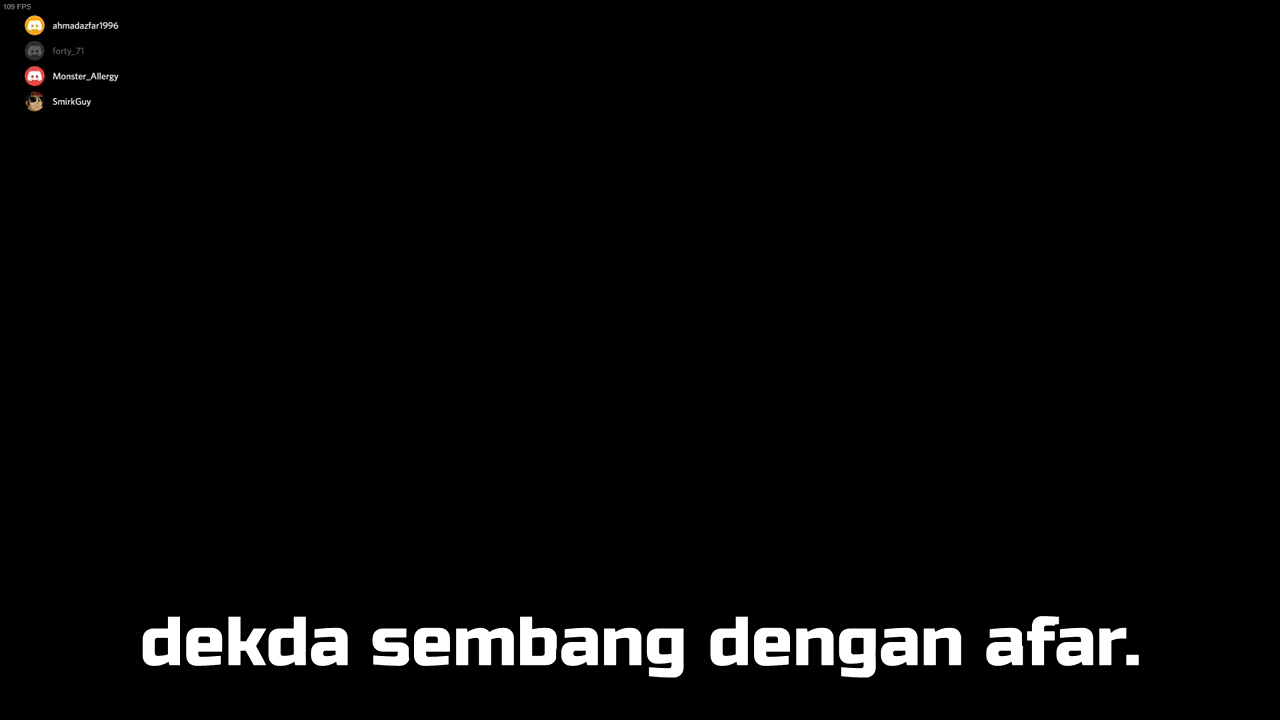 109 FPS
ahmadazfar1996
forty_71
Monster_Allergy
SmirkGuy
dekda sembang dengan afar.